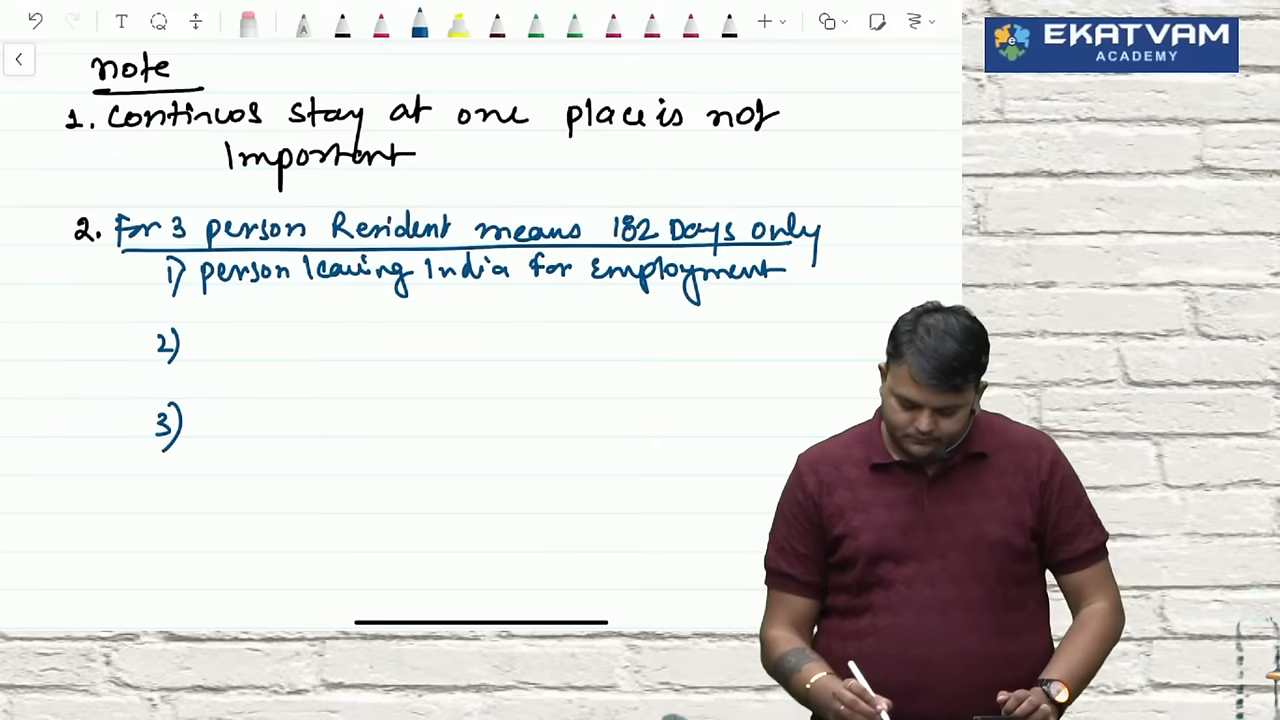 EKATVAM
ACADEMY
note
1. Continuos stay at one place is not
Important
2. For 3 person Resident means 182 Days only
1) person leaving India for Employment
2)
3)